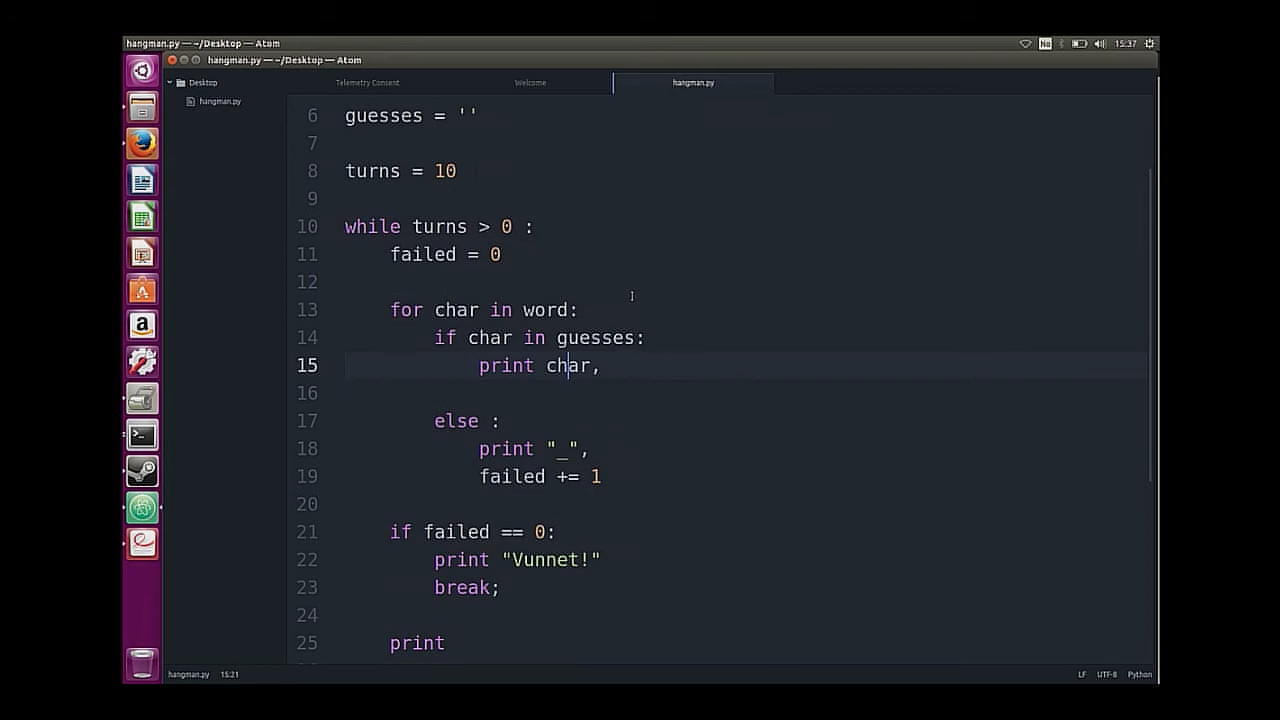 hangman.py — ~/Desktop — Atom
15:37
hangman.py — ~/Desktop — Atom
Desktop
Telemetry Consent
Welcome
hangman.py
hangman.py
6 guesses = ''
7
8 turns = 10
9
10 while turns > 0 :
11 failed = 0
12
13 for char in word:
14 if char in guesses:
15 print char,
16
17 else :
18 print "_",
19 failed += 1
20
21 if failed == 0:
22 print "Vunnet!"
23 break;
24
25 print
hangman.py 15:21 LF UTF-8 Python